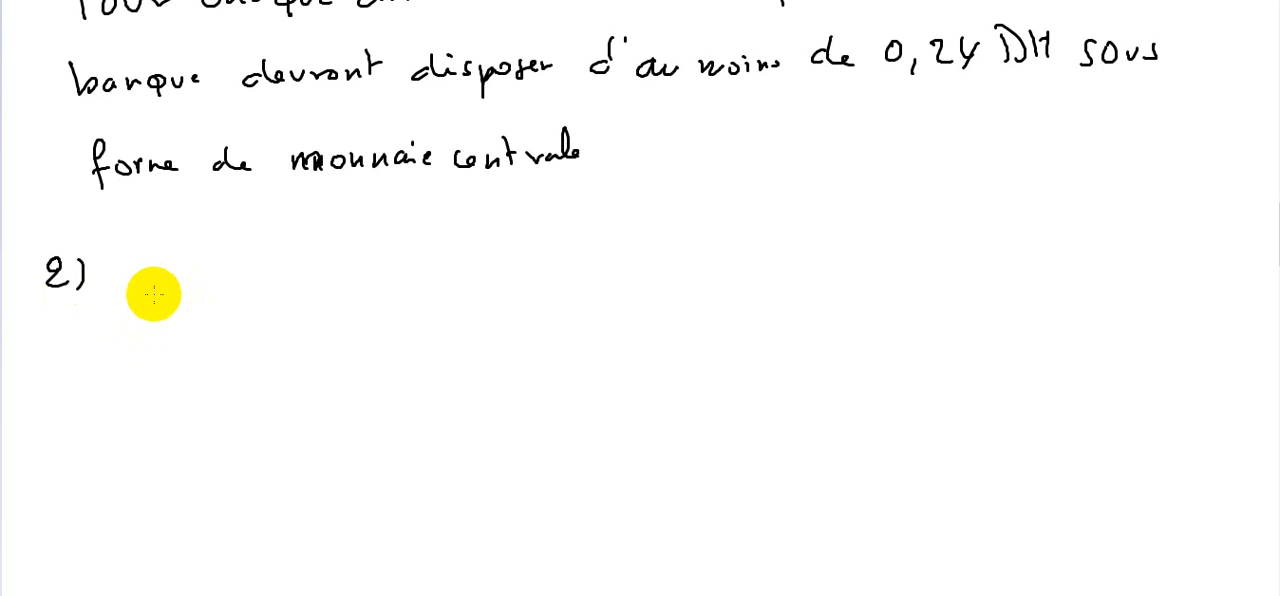 banque devront disposer d'au moins de 0,24 DH sous
forme de monnaie centrale
2)